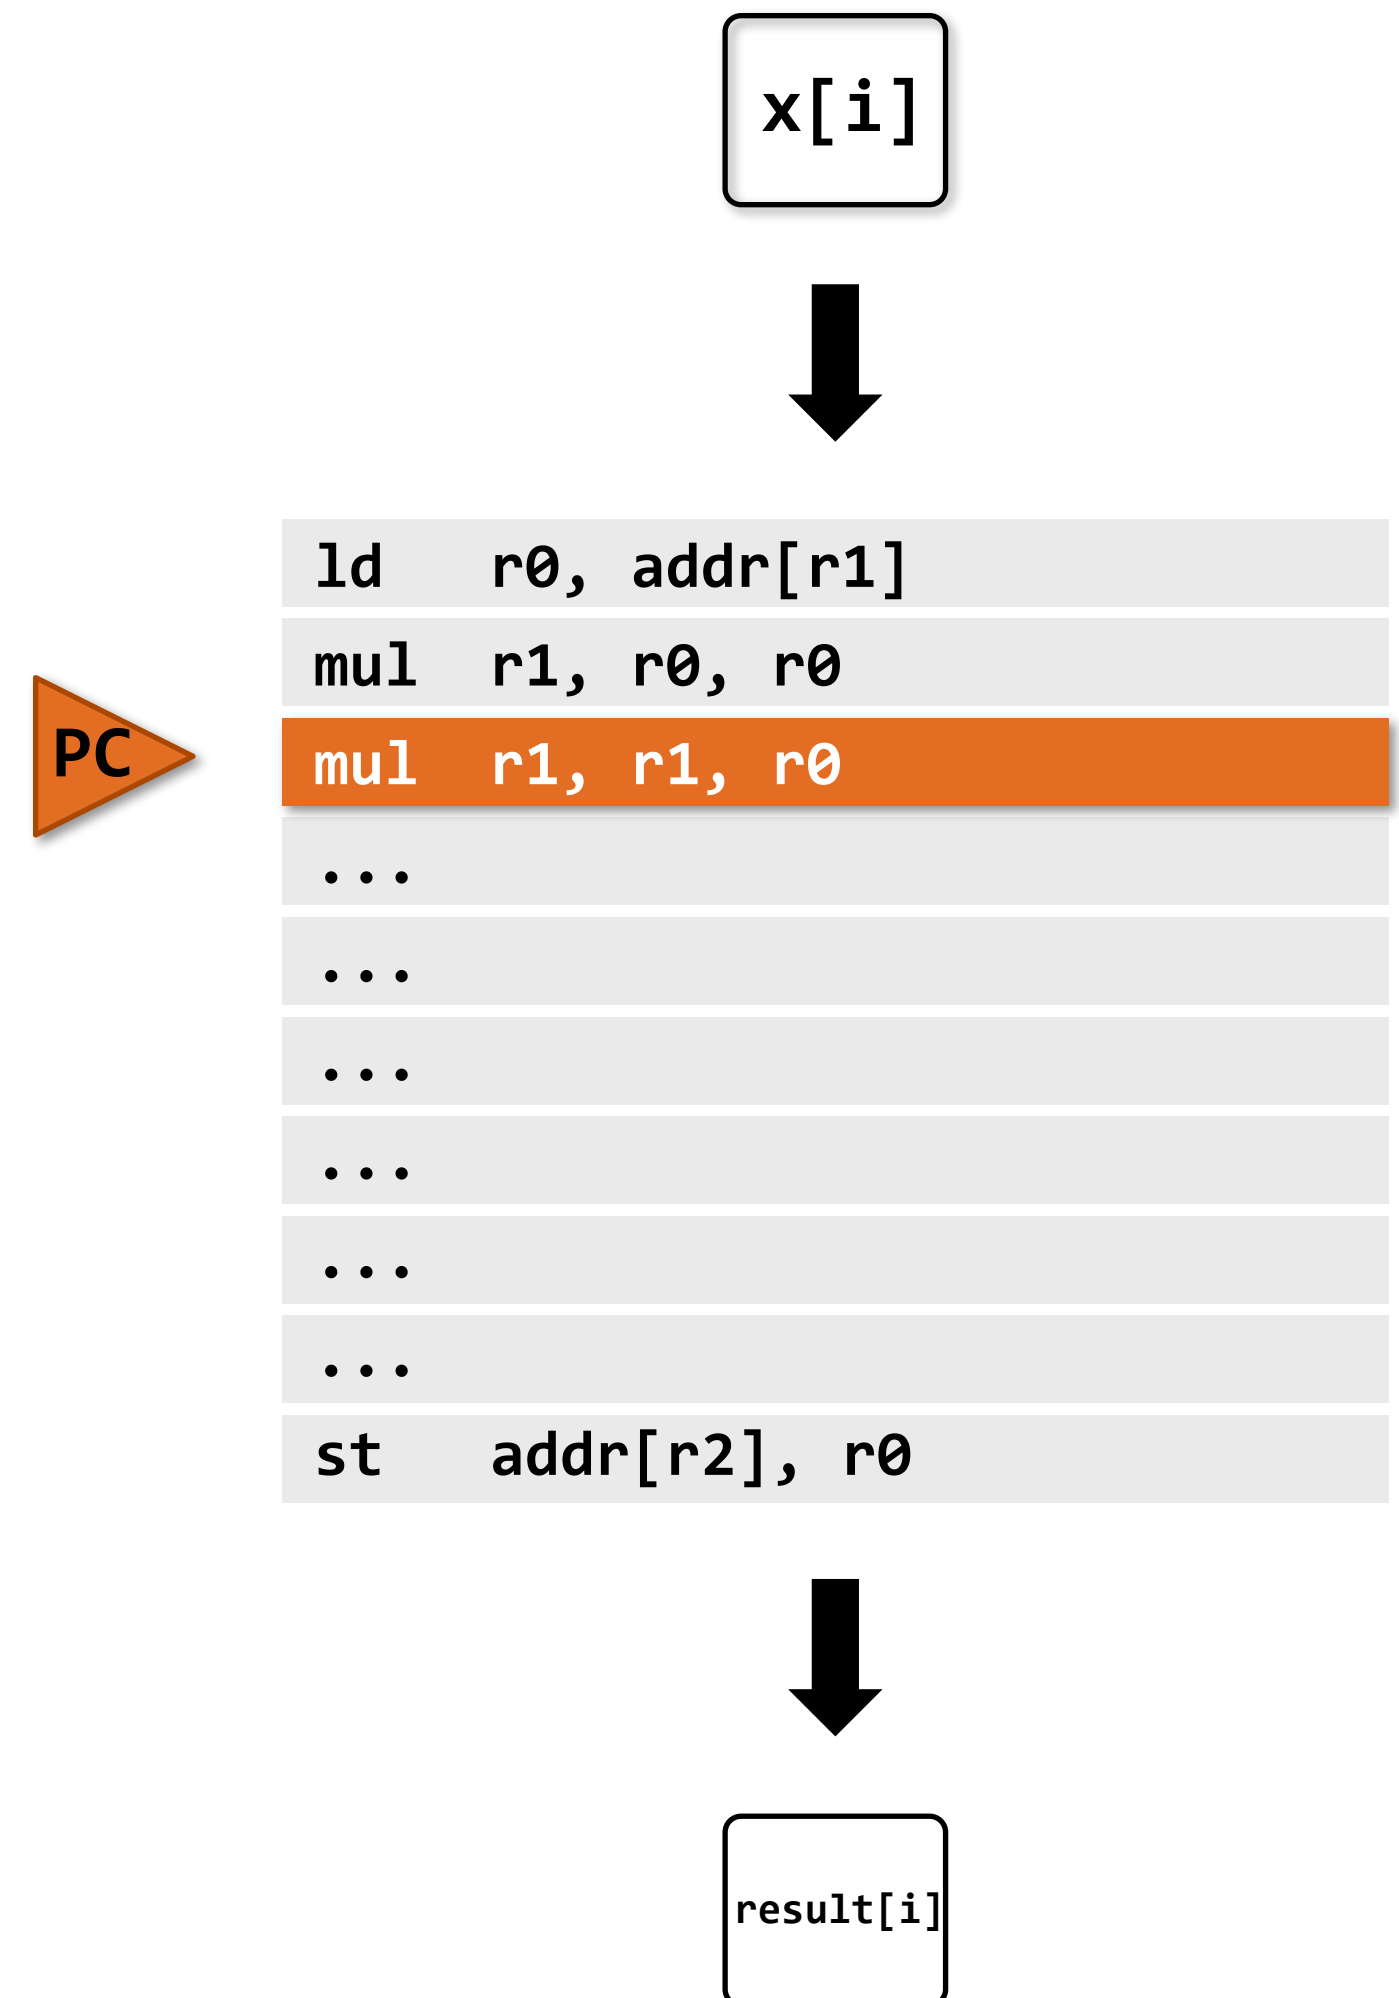 x[i]
ld r0, addr[r1]
mul r1, r0, r0
PC
mul r1, r1, r0
...
...
...
...
...
...
st addr[r2], r0
result[i]